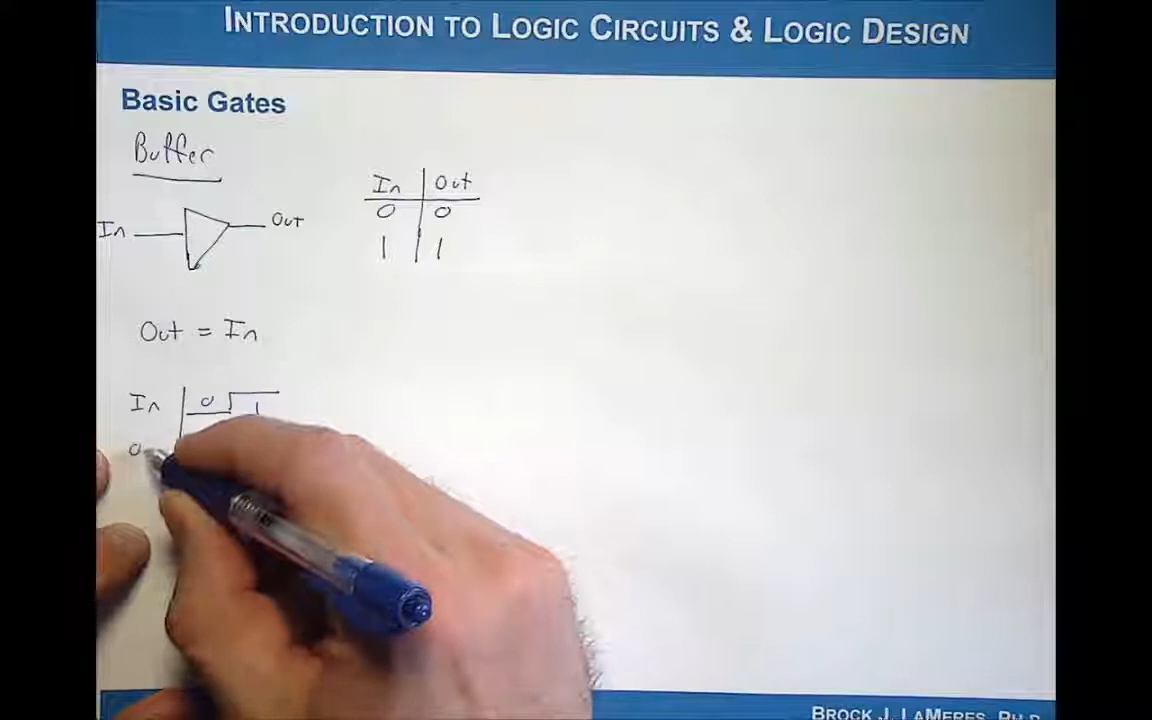 INTRODUCTION TO LOGIC CIRCUITS & LOGIC DESIGN
Basic Gates
Buffer
In Out
In | Out
0 | 0
1 | 1
Out = In
In 0 1
BROCK J. LAMERES, PH.D.